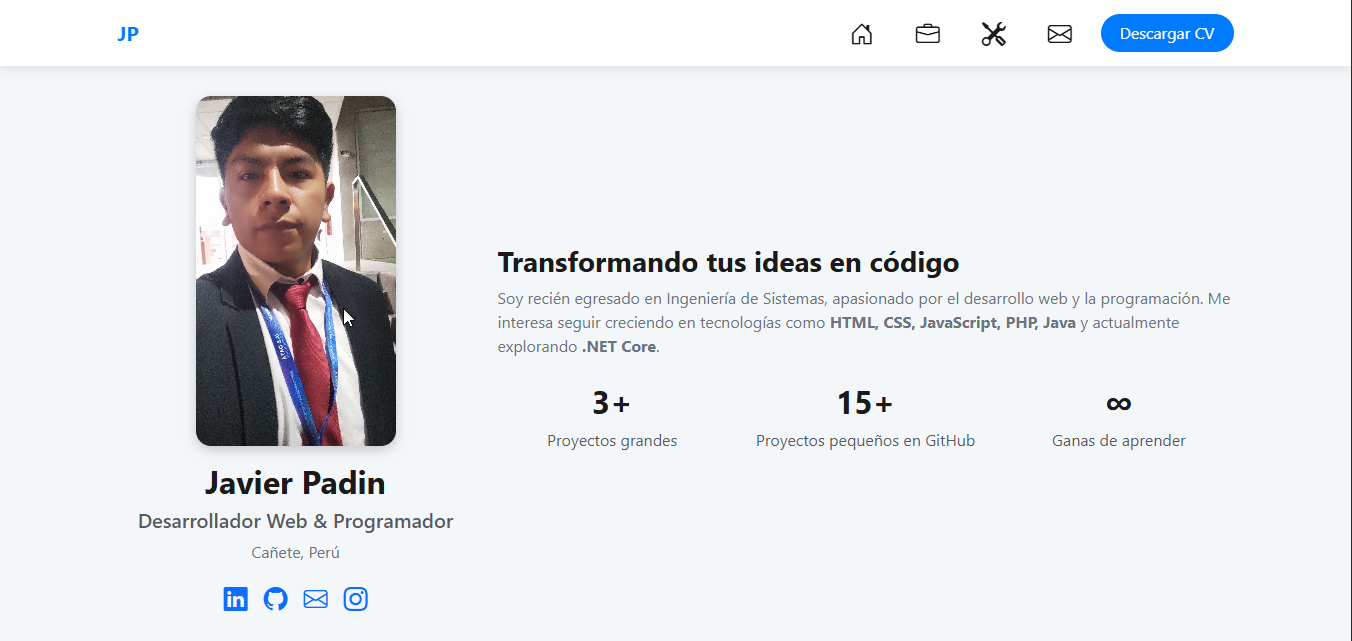 JP
Descargar CV
Transformando tus ideas en código
Soy recién egresado en Ingeniería de Sistemas, apasionado por el desarrollo web y la programación. Me
interesa seguir creciendo en tecnologías como HTML, CSS, JavaScript, PHP, Java y actualmente
explorando .NET Core.
3+
15+
∞
Proyectos grandes
Proyectos pequeños en GitHub
Ganas de aprender
Javier Padin
Desarrollador Web & Programador
Cañete, Perú
in